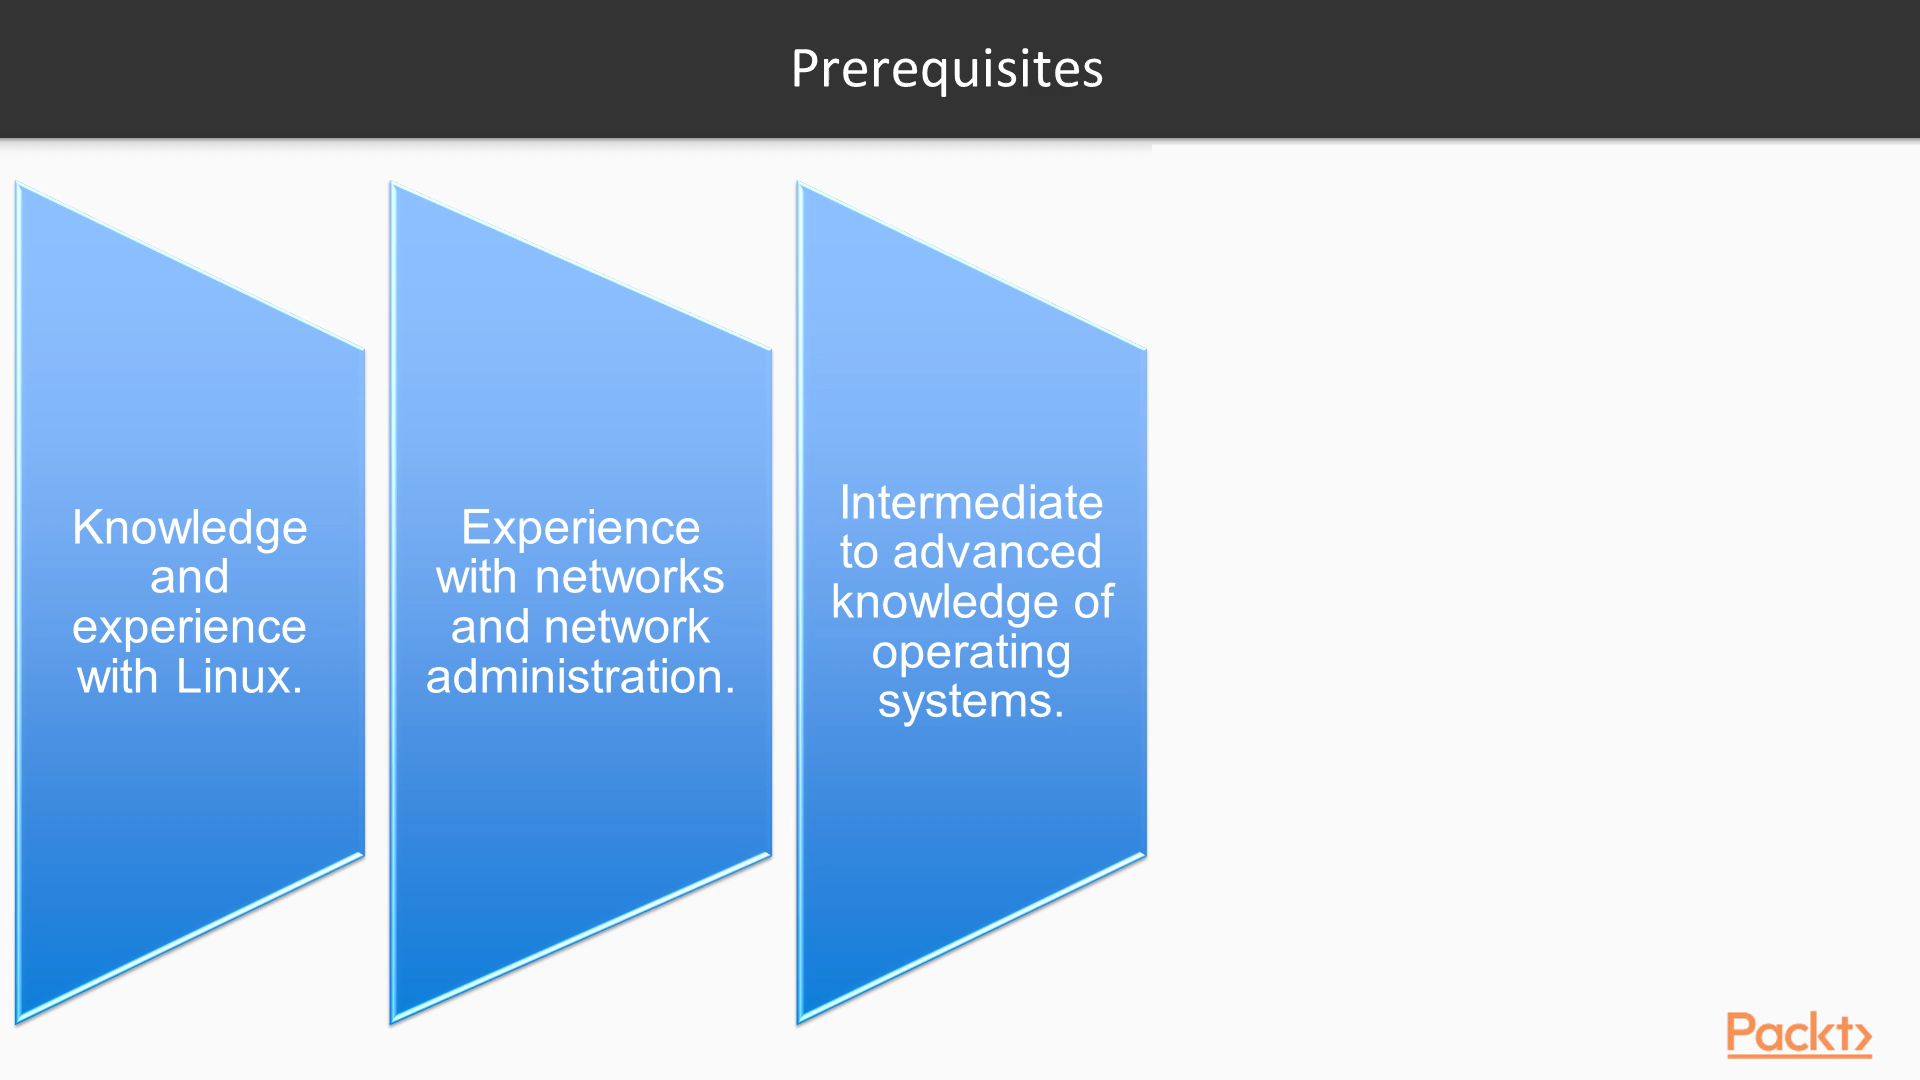 Prerequisites
Knowledge
and
experience
with Linux.
Experience
with networks
and network
administration.
Intermediate
to advanced
knowledge of
operating
systems.
Packt>